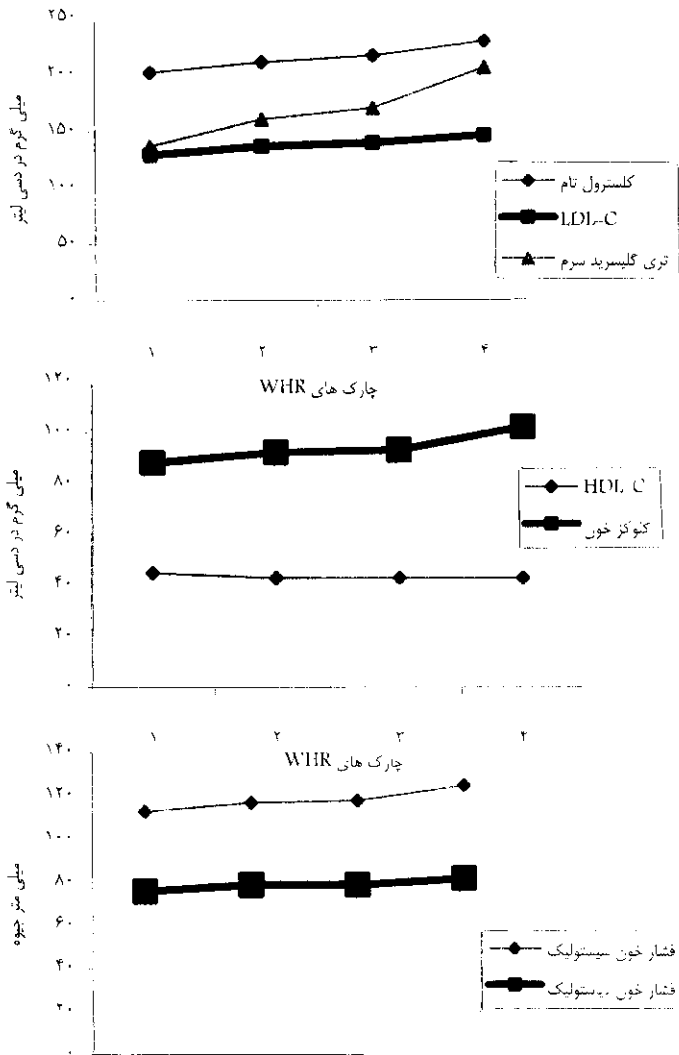 میلی گرم در دسی لیتر
۲۵۰
۲۰۰
۱۵۰
۱۰۰
۵۰
۰
کلسترول تام
LDL-C
تری گلیسرید سرم
۱ ۲ ۳ ۴
چارک های WHR
میلی گرم در دسی لیتر
۱۲۰
۱۰۰
۸۰
۶۰
۴۰
۲۰
۰
HDL-C
گلوکز خون
۱ ۲ ۳ ۴
چارک های WHR
میلی متر جیوه
۱۴۰
۱۲۰
۱۰۰
۸۰
۶۰
۴۰
۲۰
۰
فشار خون سیستولیک
فشار خون دیاستولیک